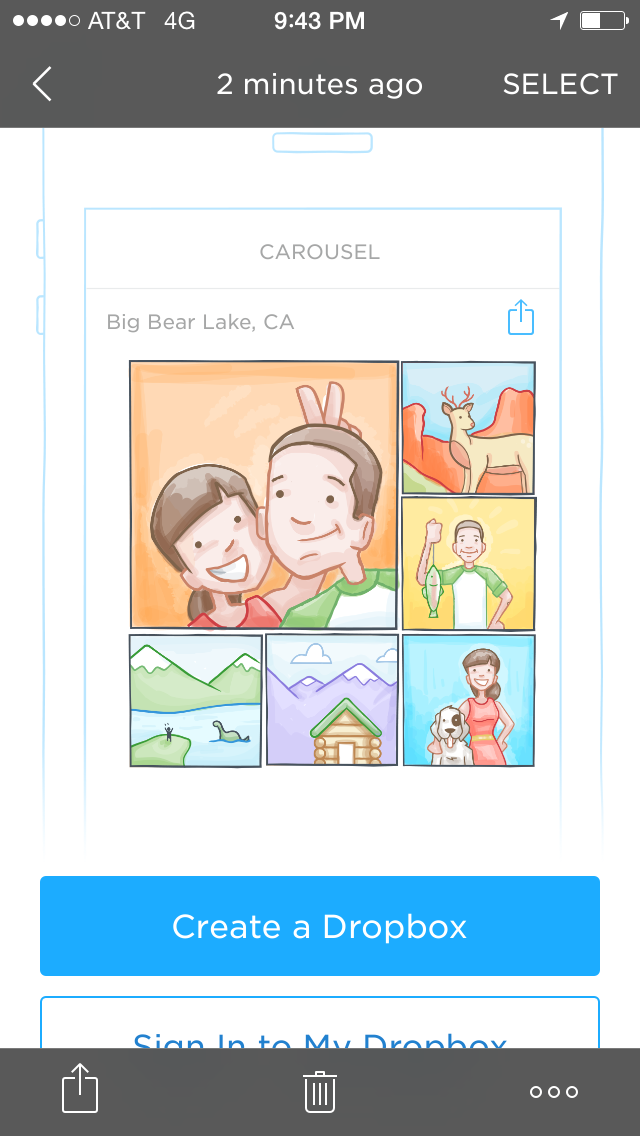 AT&T 4G 9:43 PM
2 minutes ago SELECT
CAROUSEL
Big Bear Lake, CA
Create a Dropbox
Sign In to My Dropbox